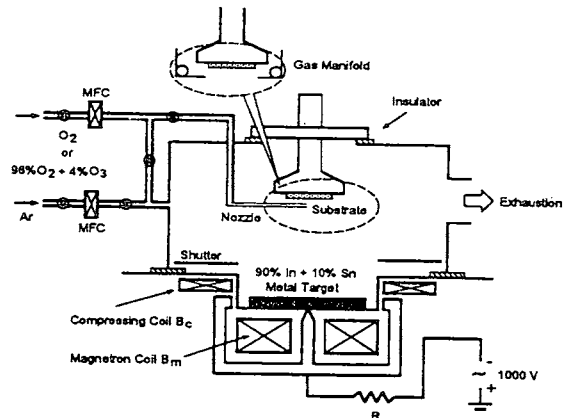 Gas Manifold
MFC
Insulator
O2
or
96%O2 + 4%O3
Nozzle
Substrate
Exhaustion
Ar
MFC
Shutter
90% In + 10% Sn
Metal Target
Compressing Coil Bc
Magnetron Coil Bm
-
~ 1000 V
+
R